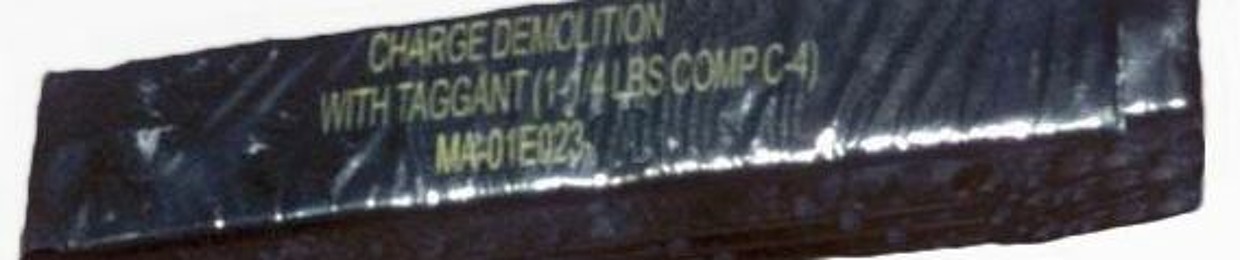 CHARGE DEMOLITION
WITH TAGGANT (1-1/4 LBS COMP C-4)
MA-01E023